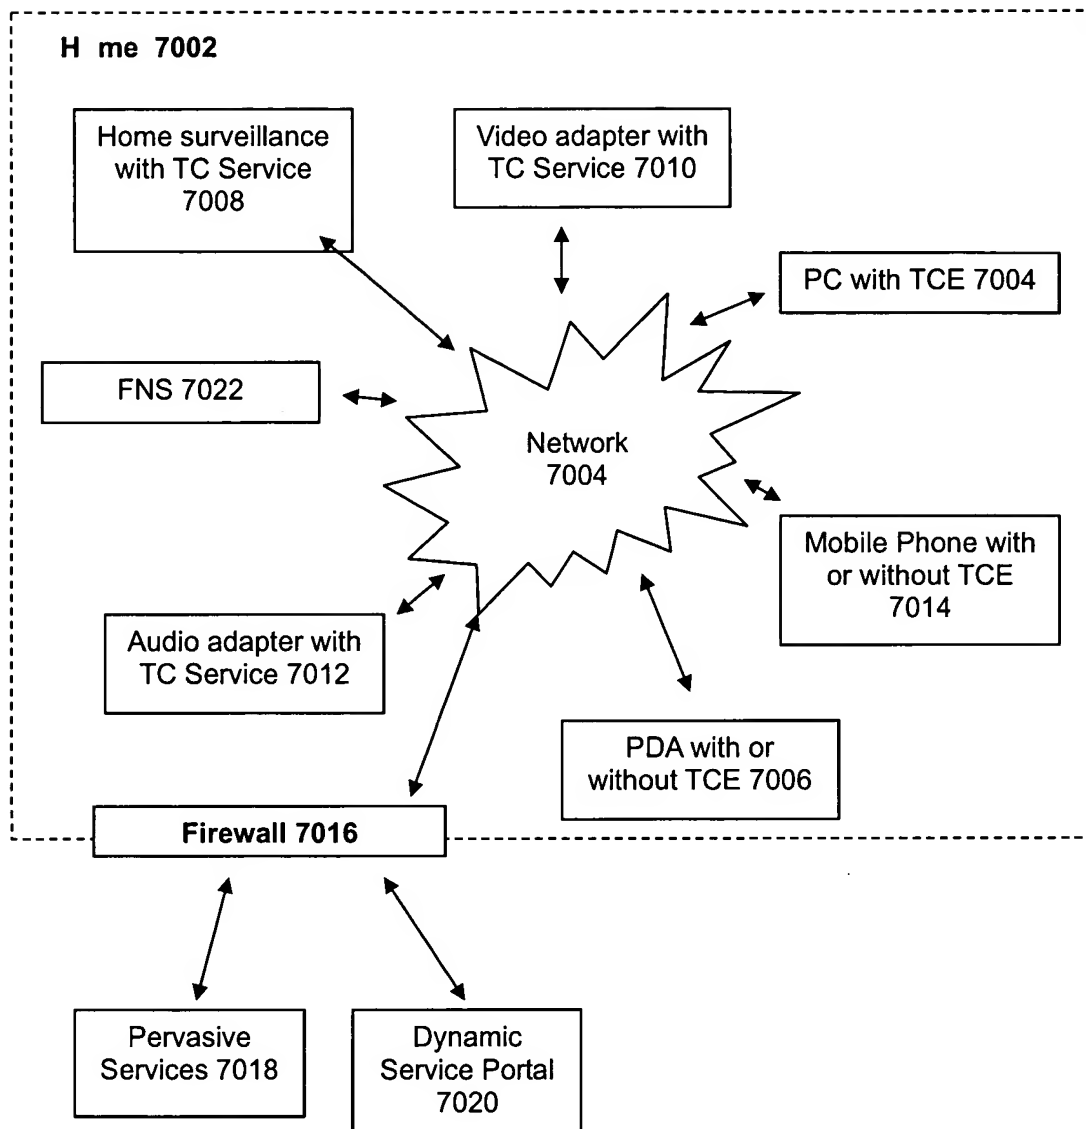 H me 7002
Home surveillance
with TC Service
7008
Video adapter with
TC Service 7010
PC with TCE 7004
FNS 7022
Network
7004
Mobile Phone with
or without TCE
7014
Audio adapter with
TC Service 7012
PDA with or
without TCE 7006
Firewall 7016
Pervasive
Services 7018
Dynamic
Service Portal
7020